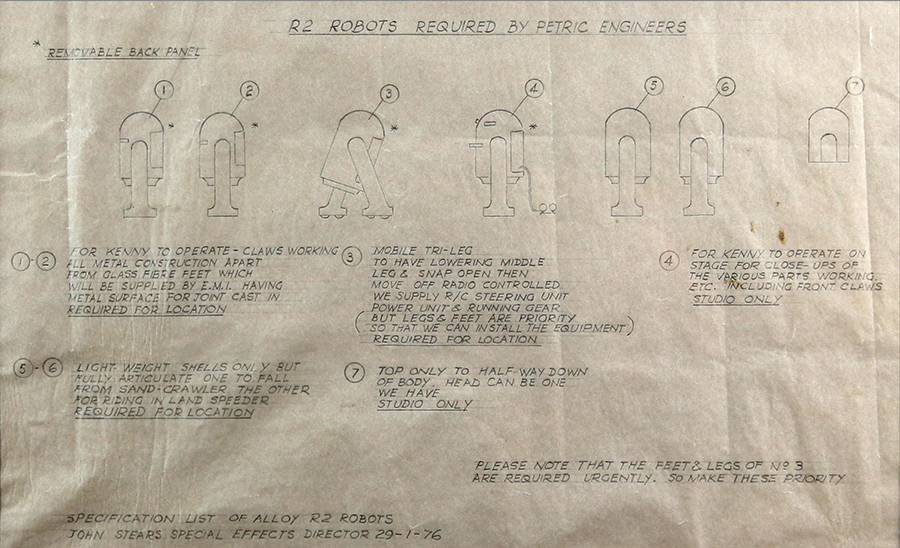 R2 ROBOTS REQUIRED BY PETRIC ENGINEERS
* REMOVABLE BACK PANEL
1 2 3 4 5 6 7
* * * *
1 - 2 FOR KENNY TO OPERATE - CLAWS WORKING
ALL METAL CONSTRUCTION APART
FROM GLASS FIBRE FEET WHICH
WILL BE SUPPLIED BY E.M.I. HAVING
METAL SURFACE FOR JOINT CAST IN
REQUIRED FOR LOCATION
3 MOBILE TRI-LEG
TO HAVE LOWERING MIDDLE
LEG & SNAP OPEN THEN
MOVE OFF RADIO CONTROLLED
WE SUPPLY R/C STEERING UNIT
POWER UNIT & RUNNING GEAR
(BUT LEGS & FEET ARE PRIORITY
SO THAT WE CAN INSTALL THE EQUIPMENT)
REQUIRED FOR LOCATION
4 FOR KENNY TO OPERATE ON
STAGE FOR CLOSE-UPS OF
THE VARIOUS PARTS WORKING
ETC. INCLUDING FRONT CLAWS
STUDIO ONLY
5 - 6 LIGHT WEIGHT SHELLS ONLY BUT
FULLY ARTICULATE ONE TO FALL
FROM SAND-CRAWLER THE OTHER
FOR RIDING IN LAND SPEEDER
REQUIRED FOR LOCATION
7 TOP ONLY TO HALF-WAY DOWN
OF BODY. HEAD CAN BE ONE
WE HAVE
STUDIO ONLY
PLEASE NOTE THAT THE FEET & LEGS OF Nº 3
ARE REQUIRED URGENTLY. SO MAKE THESE PRIORITY
SPECIFICATION LIST OF ALLOY R2 ROBOTS
JOHN STEARS SPECIAL EFFECTS DIRECTOR 29-1-76